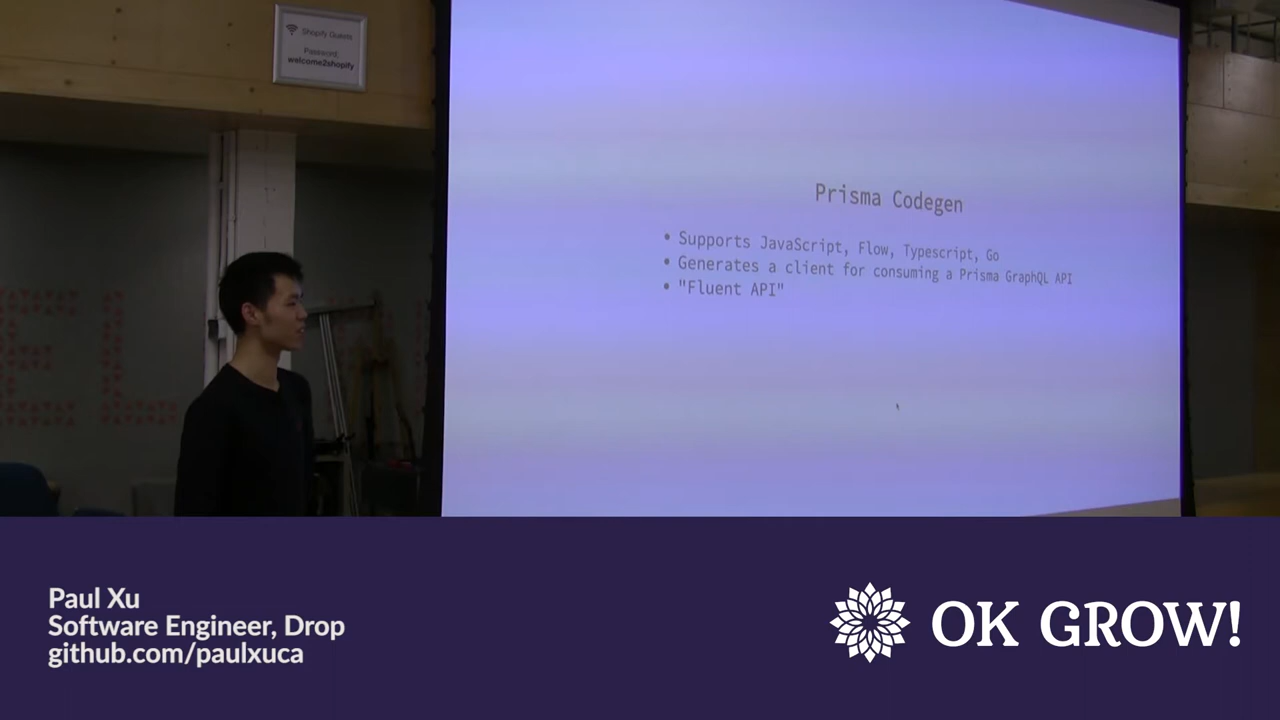 Shopify Guests
Password:
welcome2shopify
Prisma Codegen
• Supports JavaScript, Flow, Typescript, Go
• Generates a client for consuming a Prisma GraphQL API
• "Fluent API"
EL
Paul Xu
Software Engineer, Drop
github.com/paulxuca
OK GROW!